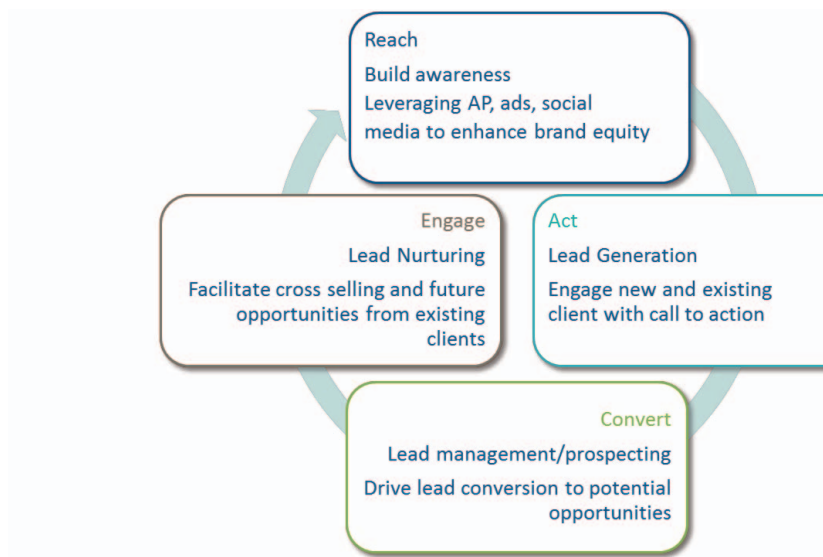 Reach
Build awareness
Leveraging AP, ads, social
media to enhance brand equity
Engage
Lead Nurturing
Facilitate cross selling and future
opportunities from existing
clients
Act
Lead Generation
Engage new and existing
client with call to action
Convert
Lead management/prospecting
Drive lead conversion to potential
opportunities